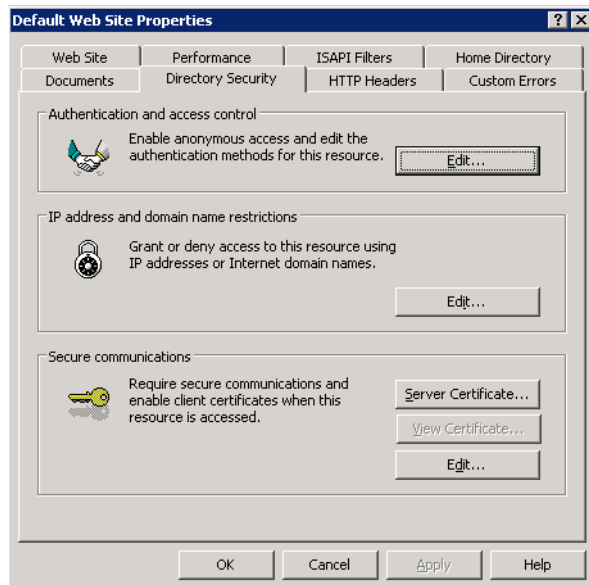 Default Web Site Properties
Web Site Performance ISAPI Filters Home Directory
Documents Directory Security HTTP Headers Custom Errors
Authentication and access control
Enable anonymous access and edit the
authentication methods for this resource.
Edit...
IP address and domain name restrictions
Grant or deny access to this resource using
IP addresses or Internet domain names.
Edit...
Secure communications
Require secure communications and
enable client certificates when this
resource is accessed.
Server Certificate...
View Certificate...
Edit...
OK Cancel Apply Help